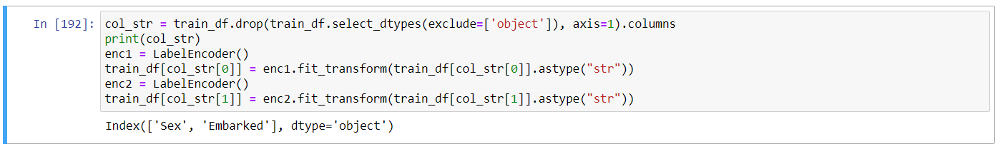 In [192]: col_str = train_df.drop(train_df.select_dtypes(exclude=['object']), axis=1).columns
print(col_str)
enc1 = LabelEncoder()
train_df[col_str[0]] = enc1.fit_transform(train_df[col_str[0]].astype("str"))
enc2 = LabelEncoder()
train_df[col_str[1]] = enc2.fit_transform(train_df[col_str[1]].astype("str"))
Index(['Sex', 'Embarked'], dtype='object')